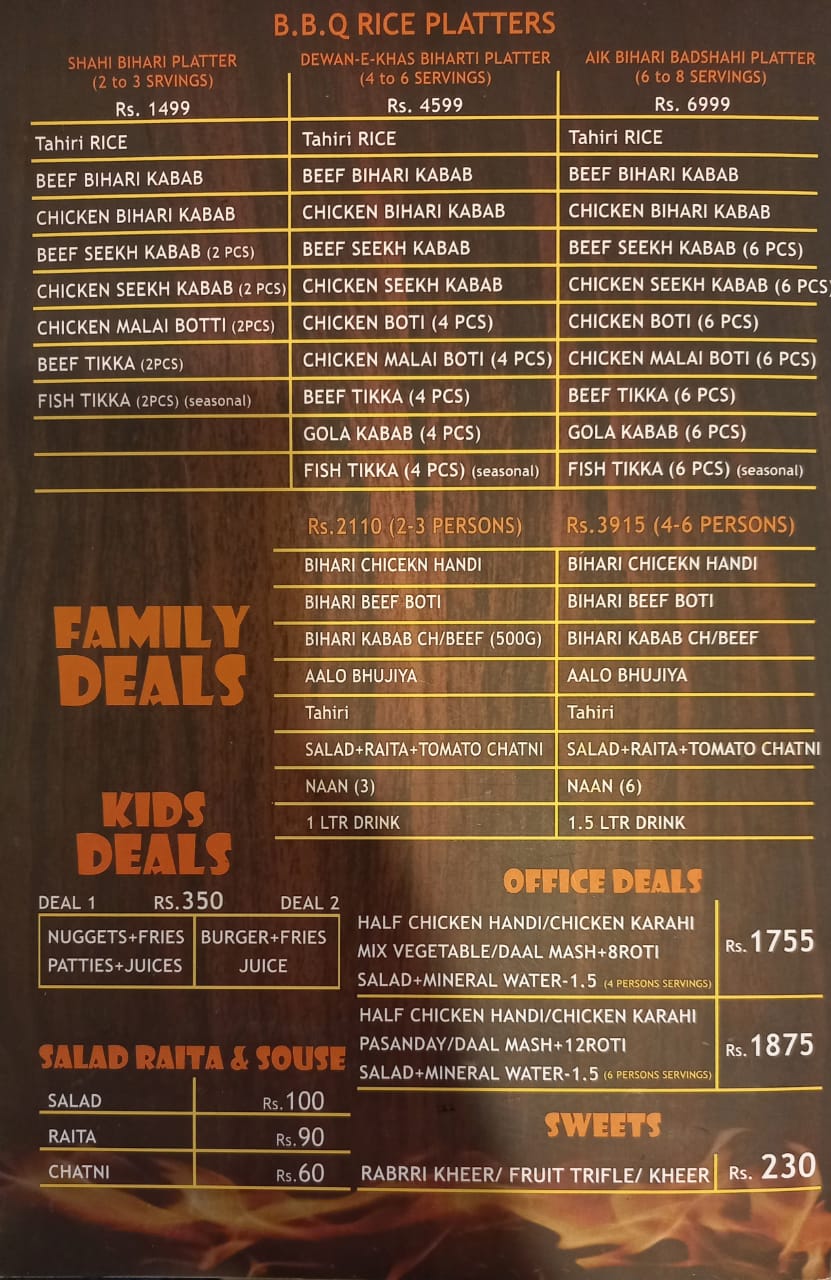 B.B.Q RICE PLATTERS
SHAHI BIHARI PLATTER
(2 to 3 SRVINGS)
Rs. 1499
Tahiri RICE
BEEF BIHARI KABAB
CHICKEN BIHARI KABAB
BEEF SEEKH KABAB (2 PCS)
CHICKEN SEEKH KABAB (2 PCS)
CHICKEN MALAI BOTTI (2PCS)
BEEF TIKKA (2PCS)
FISH TIKKA (2PCS) (seasonal)
DEWAN-E-KHAS BIHARTI PLATTER
(4 to 6 SERVINGS)
Rs. 4599
Tahiri RICE
BEEF BIHARI KABAB
CHICKEN BIHARI KABAB
BEEF SEEKH KABAB
CHICKEN SEEKH KABAB
CHICKEN BOTI (4 PCS)
CHICKEN MALAI BOTI (4 PCS)
BEEF TIKKA (4 PCS)
GOLA KABAB (4 PCS)
FISH TIKKA (4 PCS) (seasonal)
AIK BIHARI BADSHAHI PLATTER
(6 to 8 SERVINGS)
Rs. 6999
Tahiri RICE
BEEF BIHARI KABAB
CHICKEN BIHARI KABAB
BEEF SEEKH KABAB (6 PCS)
CHICKEN SEEKH KABAB (6 PCS)
CHICKEN BOTI (6 PCS)
CHICKEN MALAI BOTI (6 PCS)
BEEF TIKKA (6 PCS)
GOLA KABAB (6 PCS)
FISH TIKKA (6 PCS) (seasonal)
FAMILY
DEALS
Rs.2110 (2-3 PERSONS)
BIHARI CHICEKN HANDI
BIHARI BEEF BOTI
BIHARI KABAB CH/BEEF (500G)
AALO BHUJIYA
Tahiri
SALAD+RAITA+TOMATO CHATNI
NAAN (3)
1 LTR DRINK
Rs.3915 (4-6 PERSONS)
BIHARI CHICEKN HANDI
BIHARI BEEF BOTI
BIHARI KABAB CH/BEEF
AALO BHUJIYA
Tahiri
SALAD+RAITA+TOMATO CHATNI
NAAN (6)
1.5 LTR DRINK
KIDS
DEALS
DEAL 1 RS.350 DEAL 2
NUGGETS+FRIES
PATTIES+JUICES
BURGER+FRIES
JUICE
OFFICE DEALS
HALF CHICKEN HANDI/CHICKEN KARAHI
MIX VEGETABLE/DAAL MASH+8ROTI
SALAD+MINERAL WATER-1.5 (4 PERSONS SERVINGS)
Rs.1755
HALF CHICKEN HANDI/CHICKEN KARAHI
PASANDAY/DAAL MASH+12ROTI
SALAD+MINERAL WATER-1.5 (6 PERSONS SERVINGS)
Rs.1875
SALAD RAITA & SOUSE
SALAD Rs.100
RAITA Rs.90
CHATNI Rs.60
SWEETS
RABRRI KHEER/ FRUIT TRIFLE/ KHEER Rs. 230